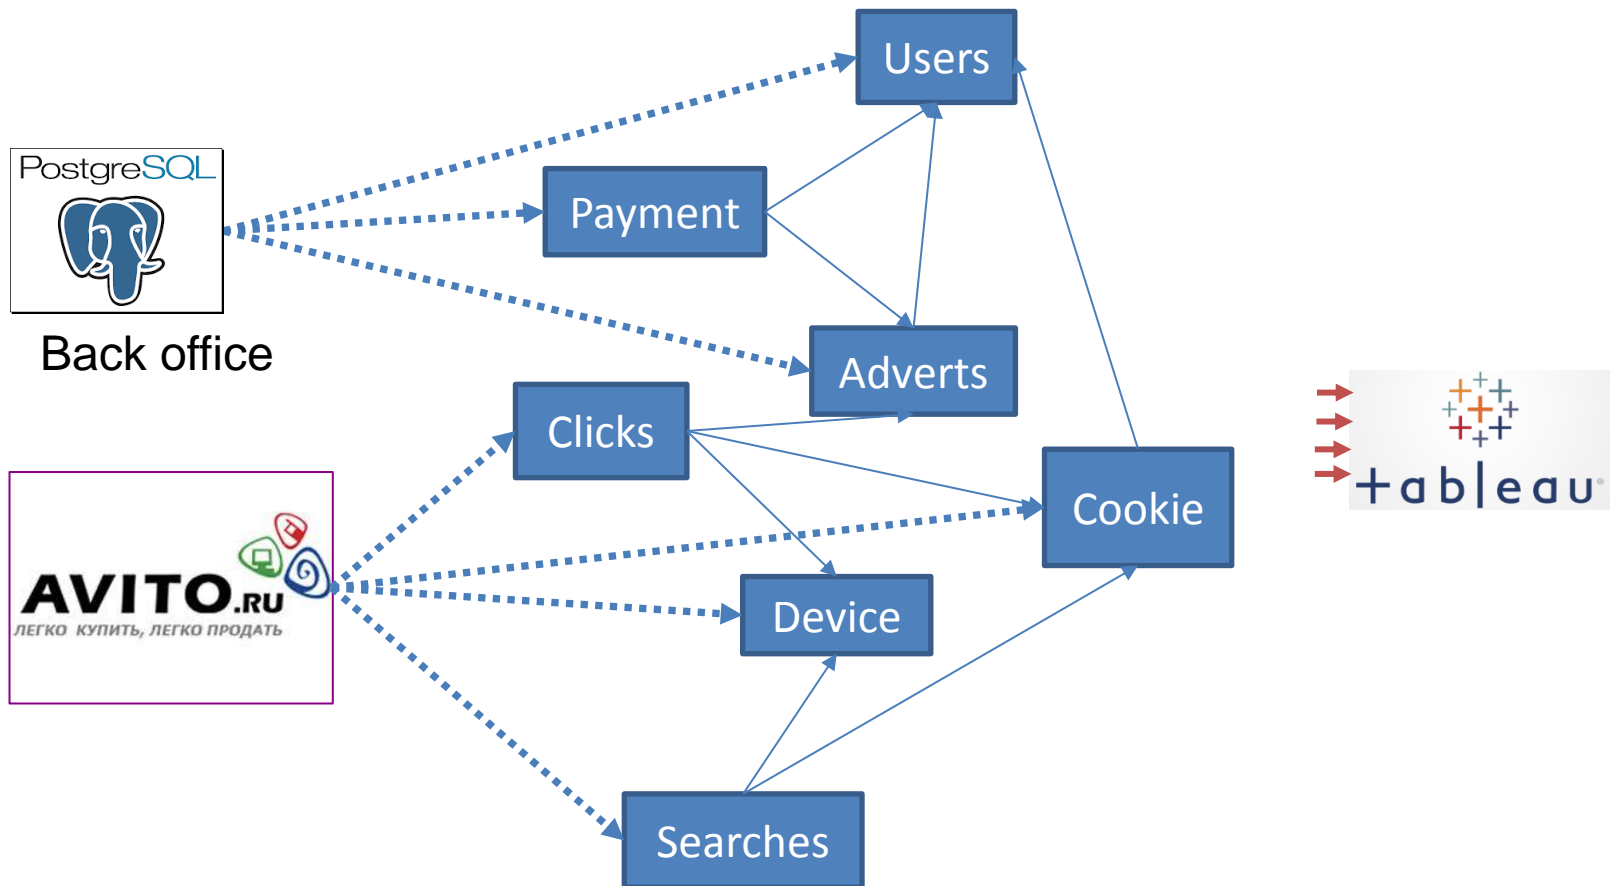 Users
PostgreSQL
Payment
Back office
Adverts
Clicks
+ableau®
Cookie
AVITO.RU
ЛЕГКО КУПИТЬ, ЛЕГКО ПРОДАТЬ
Device
Searches